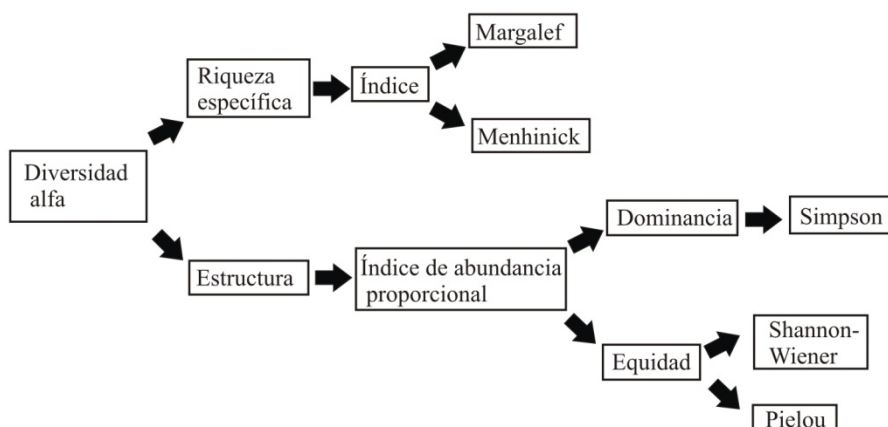 Margalef
Riqueza
específica
Índice
Menhinick
Diversidad
alfa
Dominancia
Simpson
Estructura
Índice de abundancia
proporcional
Shannon-
Wiener
Equidad
Pielou